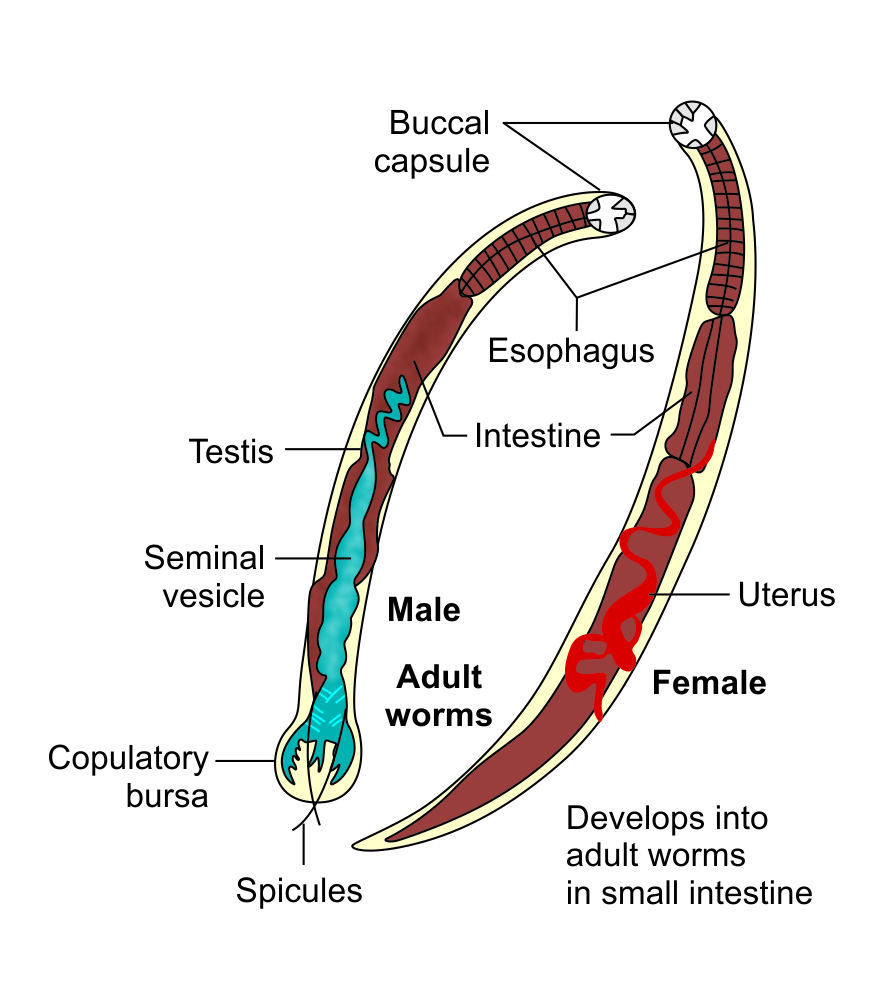 Buccal
capsule
Esophagus
Intestine
Testis
Seminal
vesicle
Male
Uterus
Adult
worms
Female
Copulatory
bursa
Develops into
adult worms
in small intestine
Spicules